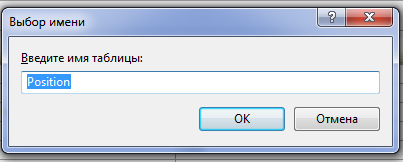 Выбор имени
Введите имя таблицы:
Position
OK
Отмена